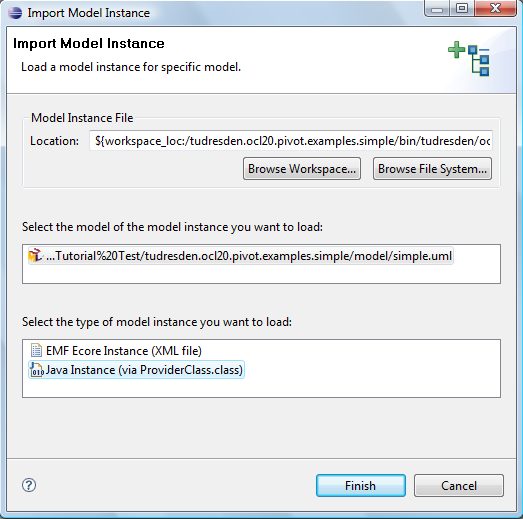 Import Model Instance
Import Model Instance
Load a model instance for specific model.
Model Instance File
Location: ${workspace_loc:/tudresden.ocl20.pivot.examples.simple/bin/tudresden/oc
Browse Workspace... Browse File System...
Select the model of the model instance you want to load:
...Tutorial%20Test/tudresden.ocl20.pivot.examples.simple/model/simple.uml
Select the type of model instance you want to load:
EMF Ecore Instance (XML file)
Java Instance (via ProviderClass.class)
Finish Cancel